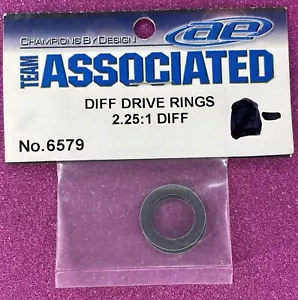 CHAMPIONS BY DESIGN
ae
TEAM
ASSOCIATED
DIFF DRIVE RINGS
2.25:1 DIFF
No.6579